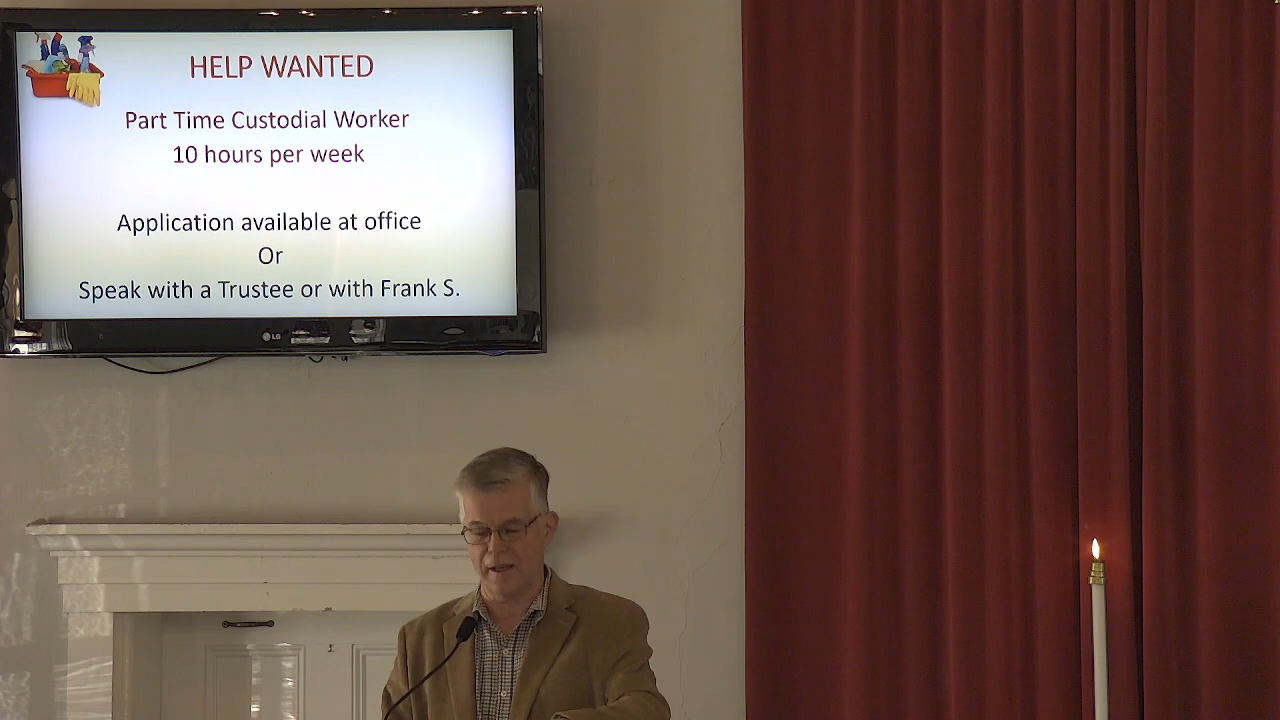 HELP WANTED
Part Time Custodial Worker
10 hours per week
Application available at office
Or
Speak with a Trustee or with Frank S.
LG